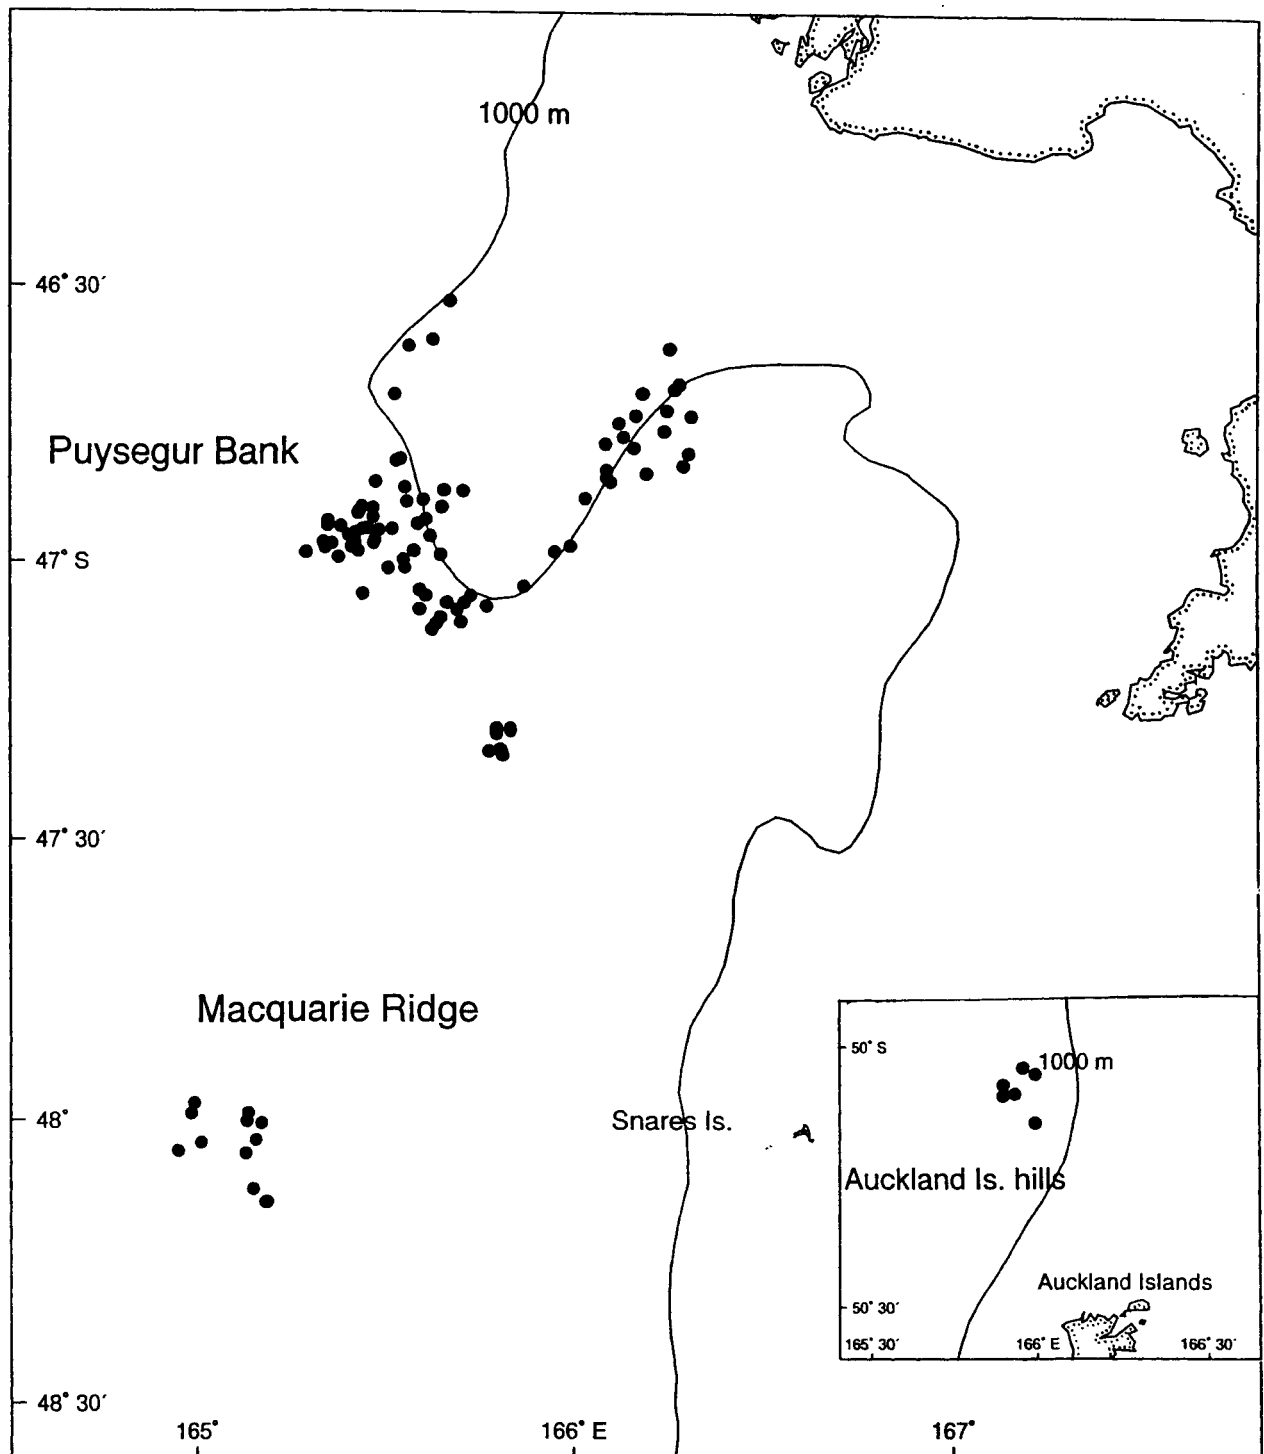 1000 m
46° 30′
Puysegur Bank
47° S
47° 30′
Macquarie Ridge
50° S
1000 m
48°
Snares Is.
Auckland Is. hills
Auckland Islands
50° 30′
165° 30′
166° E
166° 30′
48° 30′
165°
166° E
167°